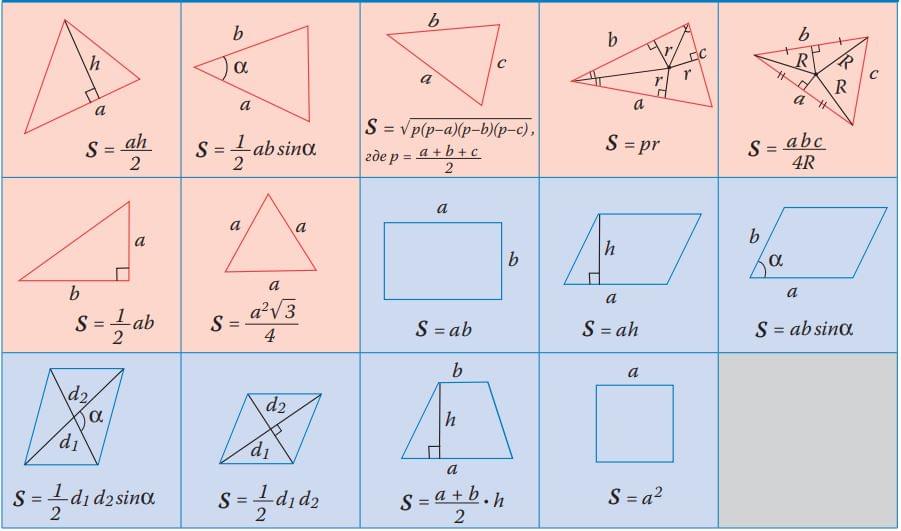 h
a
S = ah/2
b
α
a
S = 1/2 ab sinα
b
a
c
S = √p(p–a)(p–b)(p–c),
где p = a + b + c/2
b
r
c
r
r
a
S = pr
b
R
R
R
c
a
S = abc/4R
a
b
S = 1/2 ab
a
a
a
S = a²√3/4
a
b
S = ab
h
a
S = ah
b
α
a
S = ab sinα
d₂
α
d₁
S = 1/2 d₁ d₂ sinα
d₂
d₁
S = 1/2 d₁ d₂
b
h
a
S = a + b/2 · h
a
S = a²